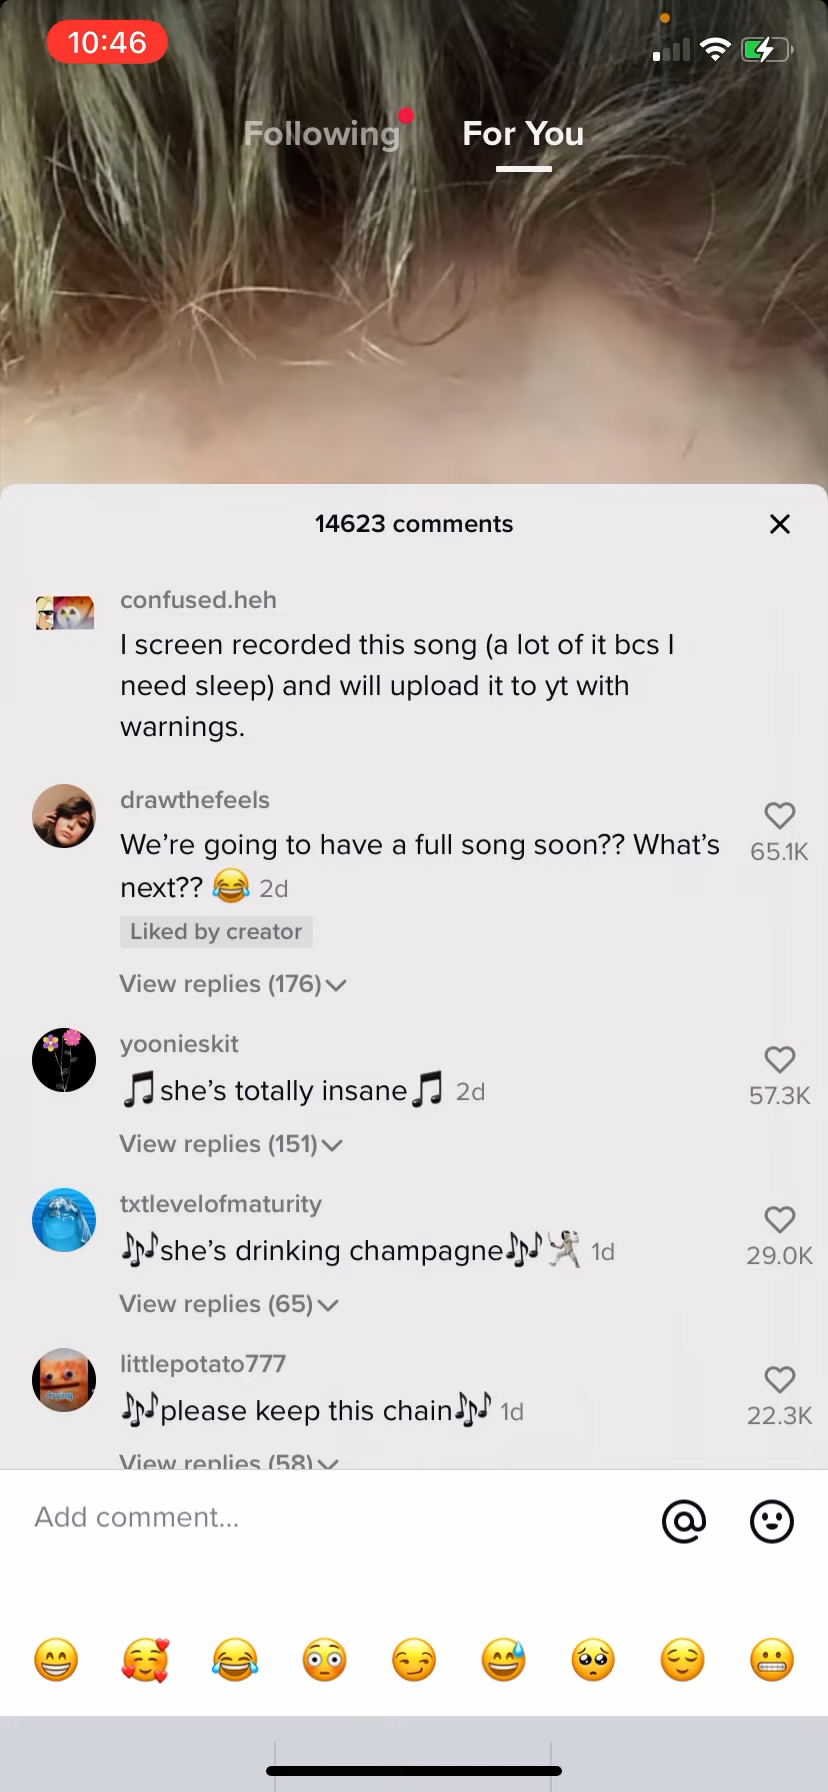 10:46
Following For You
14623 comments
confused.heh
I screen recorded this song (a lot of it bcs I
need sleep) and will upload it to yt with
warnings.
drawthefeels
We’re going to have a full song soon?? What’s
next?? 😂 2d
65.1K
Liked by creator
View replies (176)
yoonieskit
🎵she’s totally insane🎵 2d
57.3K
View replies (151)
txtlevelofmaturity
🎶she’s drinking champagne🎶🤺 1d
29.0K
View replies (65)
littlepotato777
Crying
🎶please keep this chain🎶 1d
22.3K
View replies (58)
Add comment...